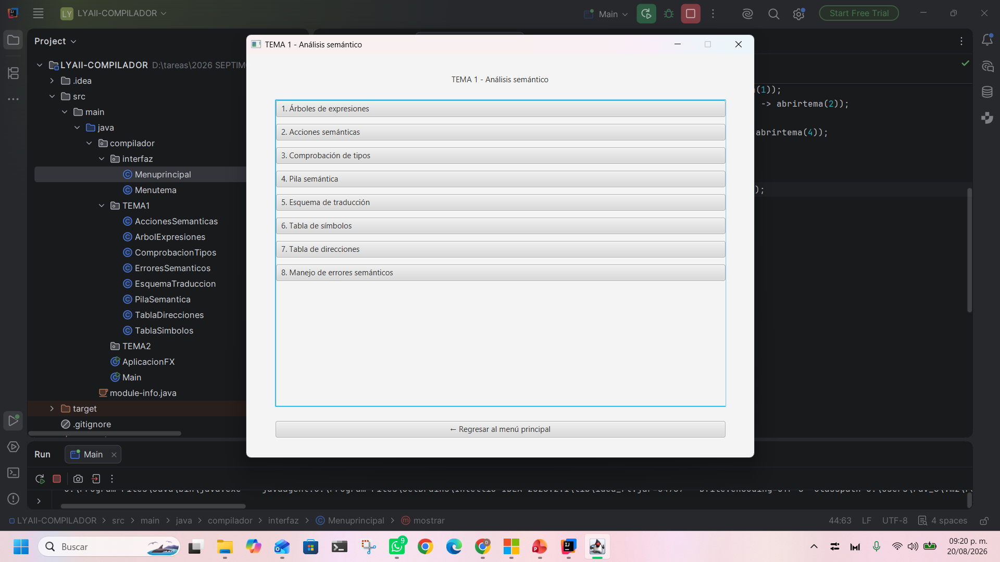 LY LYAII-COMPILADOR
Main
Start Free Trial
Project
LYAII-COMPILADOR D:\tareas\2026 SEPTIM
.idea
src
main
java
compilador
interfaz
Menuprincipal
Menutema
TEMA1
AccionesSemanticas
ArbolExpresiones
ComprobacionTipos
ErroresSemanticos
EsquemaTraduccion
PilaSemantica
TablaDirecciones
TablaSimbolos
TEMA2
AplicacionFX
Main
module-info.java
target
.gitignore
TEMA 1 - Análisis semántico
TEMA 1 - Análisis semántico
1. Árboles de expresiones
2. Acciones semánticas
3. Comprobación de tipos
4. Pila semántica
5. Esquema de traducción
6. Tabla de símbolos
7. Tabla de direcciones
8. Manejo de errores semánticos
← Regresar al menú principal
(1));
-> abrirtema(2));
abrirtema(4));
);
Run Main
LYAII-COMPILADOR > src > main > java > compilador > interfaz > Menuprincipal > mostrar
44:63 LF UTF-8 4 spaces
Buscar
9
09:20 p. m.
20/08/2026